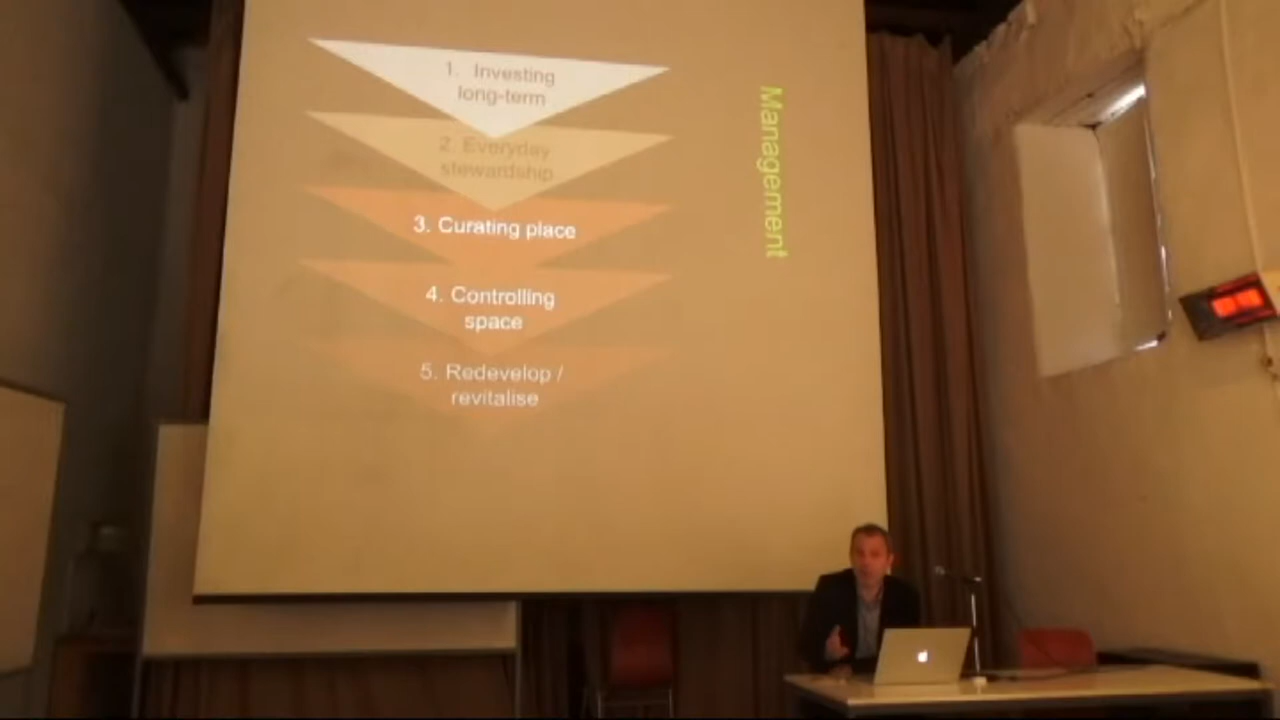 1. Investing
long-term
2. Everyday
stewardship
3. Curating place
4. Controlling
space
5. Redevelop /
revitalise
Management